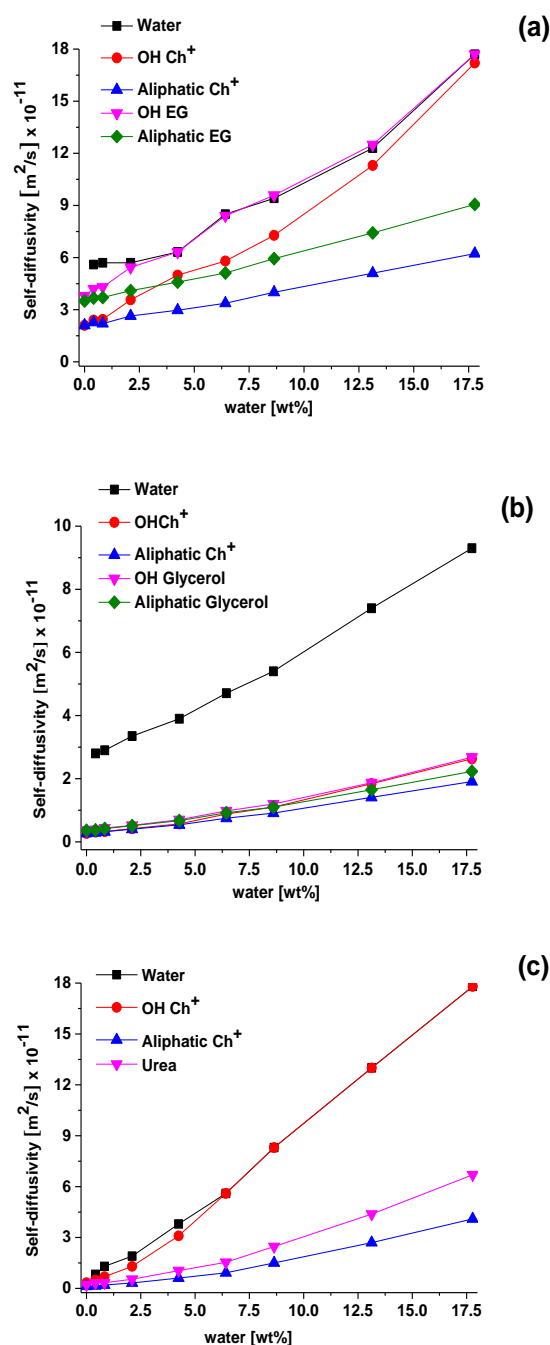 (a)
Water
OH Ch+
Aliphatic Ch+
OH EG
Aliphatic EG
Self-diffusivity [m2/s] x 10-11
18
15
12
9
6
3
0
0.0 2.5 5.0 7.5 10.0 12.5 15.0 17.5
water [wt%]
(b)
Water
OHCh+
Aliphatic Ch+
OH Glycerol
Aliphatic Glycerol
Self-diffusivity [m2/s] x 10-11
10
8
6
4
2
0
0.0 2.5 5.0 7.5 10.0 12.5 15.0 17.5
water [wt%]
(c)
Water
OH Ch+
Aliphatic Ch+
Urea
Self-diffusivity [m2/s] x 10-11
18
15
12
9
6
3
0
0.0 2.5 5.0 7.5 10.0 12.5 15.0 17.5
water [wt%]